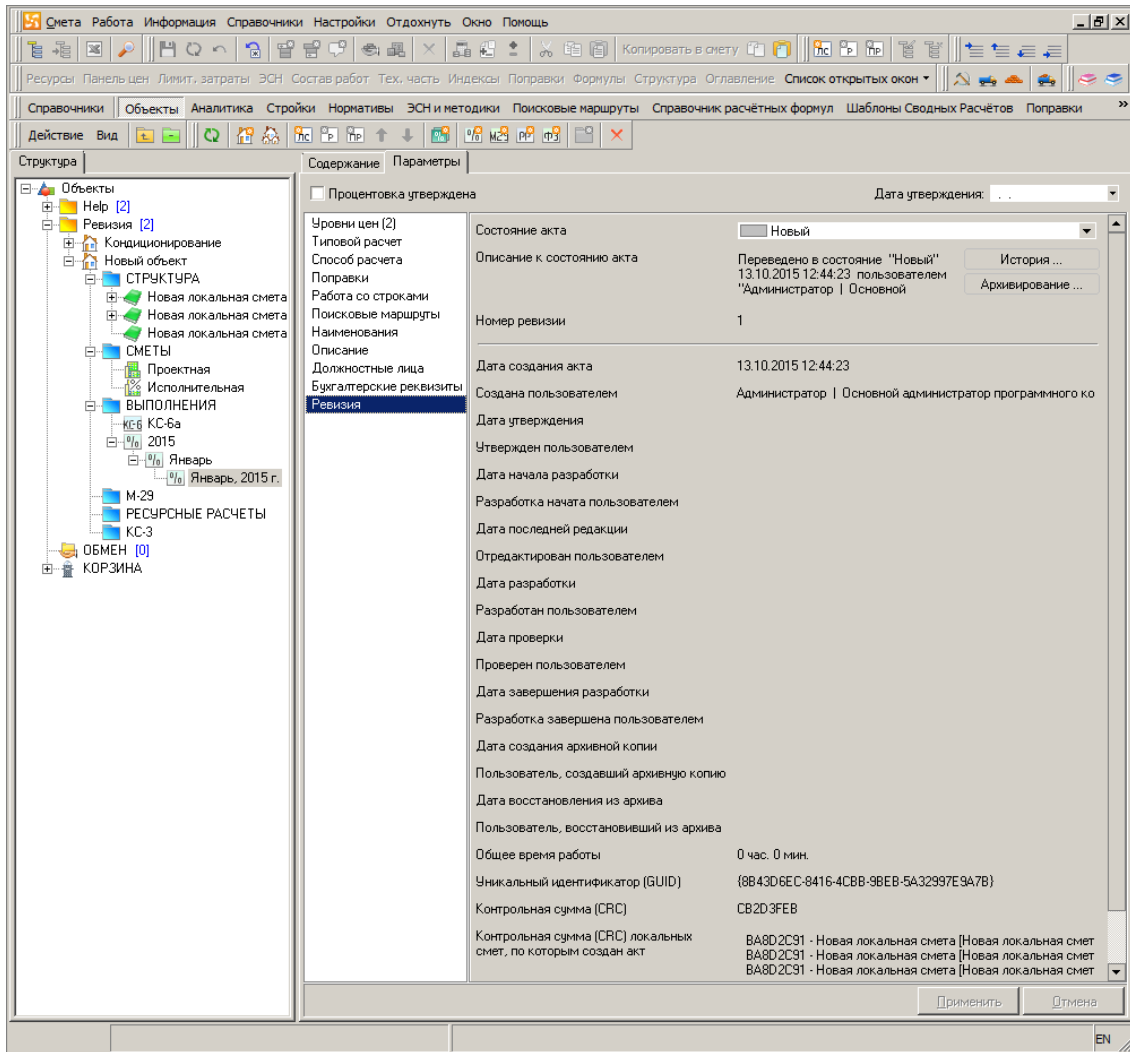 Смета Работа Информация Справочники Настройки Отдохнуть Окно Помощь
Копировать в смету ЛС Р ПР
Ресурсы Панель цен Лимит. затраты ЭСН Состав работ Тех. часть Индексы Поправки Формулы Структура Оглавление Список открытых окон
Справочники Объекты Аналитика Стройки Нормативы ЭСН и методики Поисковые маршруты Справочник расчётных формул Шаблоны Сводных Расчётов Поправки »
Действие Вид ЛС Р ПР % М29 РР ФЗ
Структура
Содержание Параметры
Объекты
Help [2]
Ревизия [2]
Кондиционирование
Новый объект
СТРУКТУРА
Новая локальная смета
Новая локальная смета
Новая локальная смета
СМЕТЫ
Проектная
Исполнительная
ВЫПОЛНЕНИЯ
КС-6 КС-6а
% 2015
% Январь
% Январь, 2015 г.
М-29
РЕСУРСНЫЕ РАСЧЕТЫ
КС-3
ОБМЕН [0]
КОРЗИНА
Процентовка утверждена
Дата утверждения: . .
Уровни цен (2)
Типовой расчет
Способ расчета
Поправки
Работа со строками
Поисковые маршруты
Наименования
Описание
Должностные лица
Бухгалтерские реквизиты
Ревизия
Состояние акта Новый
Описание к состоянию акта Переведено в состояние "Новый"
13.10.2015 12:44:23 пользователем
"Администратор | Основной
История ...
Архивирование ...
Номер ревизии 1
Дата создания акта 13.10.2015 12:44:23
Создана пользователем Администратор | Основной администратор программного ко
Дата утверждения
Утвержден пользователем
Дата начала разработки
Разработка начата пользователем
Дата последней редакции
Отредактирован пользователем
Дата разработки
Разработан пользователем
Дата проверки
Проверен пользователем
Дата завершения разработки
Разработка завершена пользователем
Дата создания архивной копии
Пользователь, создавший архивную копию
Дата восстановления из архива
Пользователь, восстановивший из архива
Общее время работы 0 час. 0 мин.
Уникальный идентификатор (GUID) {8B43D6EC-8416-4CBB-9BEB-5A32997E9A7B}
Контрольная сумма (CRC) CB2D3FEB
Контрольная сумма (CRC) локальных
смет, по которым создан акт
BA8D2C91 - Новая локальная смета [Новая локальная смет
BA8D2C91 - Новая локальная смета [Новая локальная смет
BA8D2C91 - Новая локальная смета [Новая локальная смет
Применить Отмена
EN